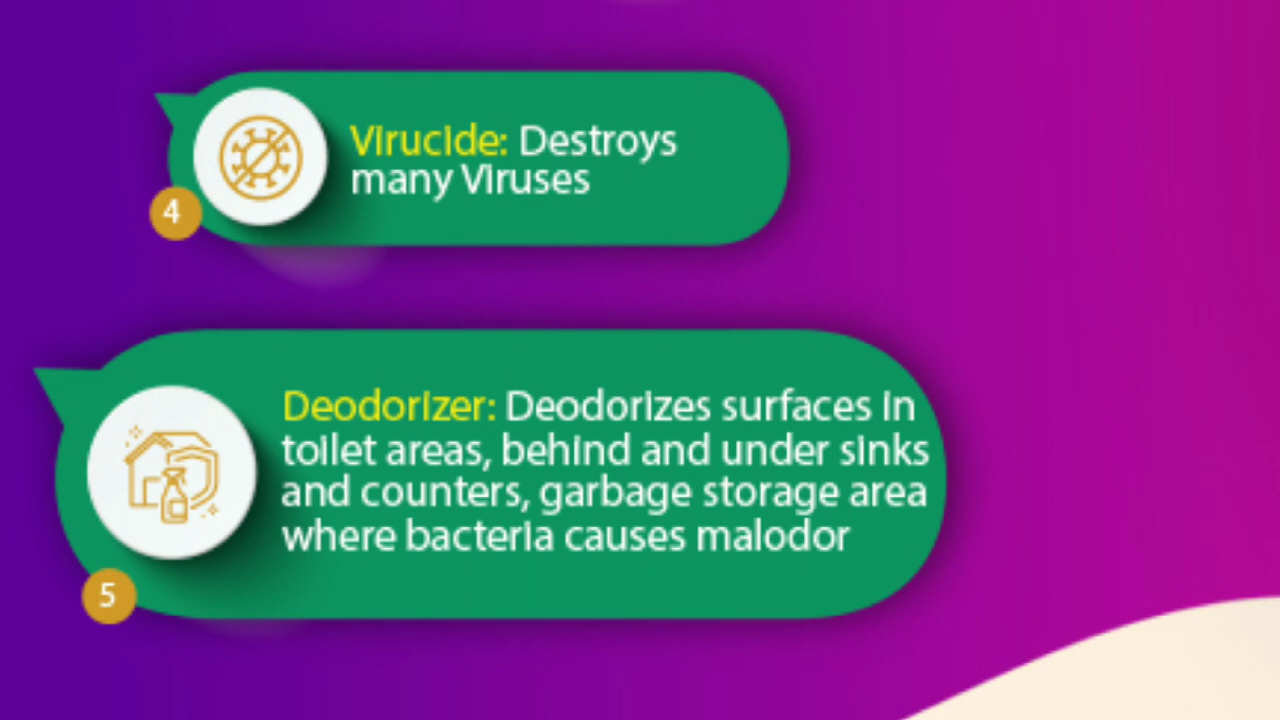 Virucide: Destroys
many Viruses
4
Deodorizer: Deodorizes surfaces in
toilet areas, behind and under sinks
and counters, garbage storage area
where bacteria causes malodor
5